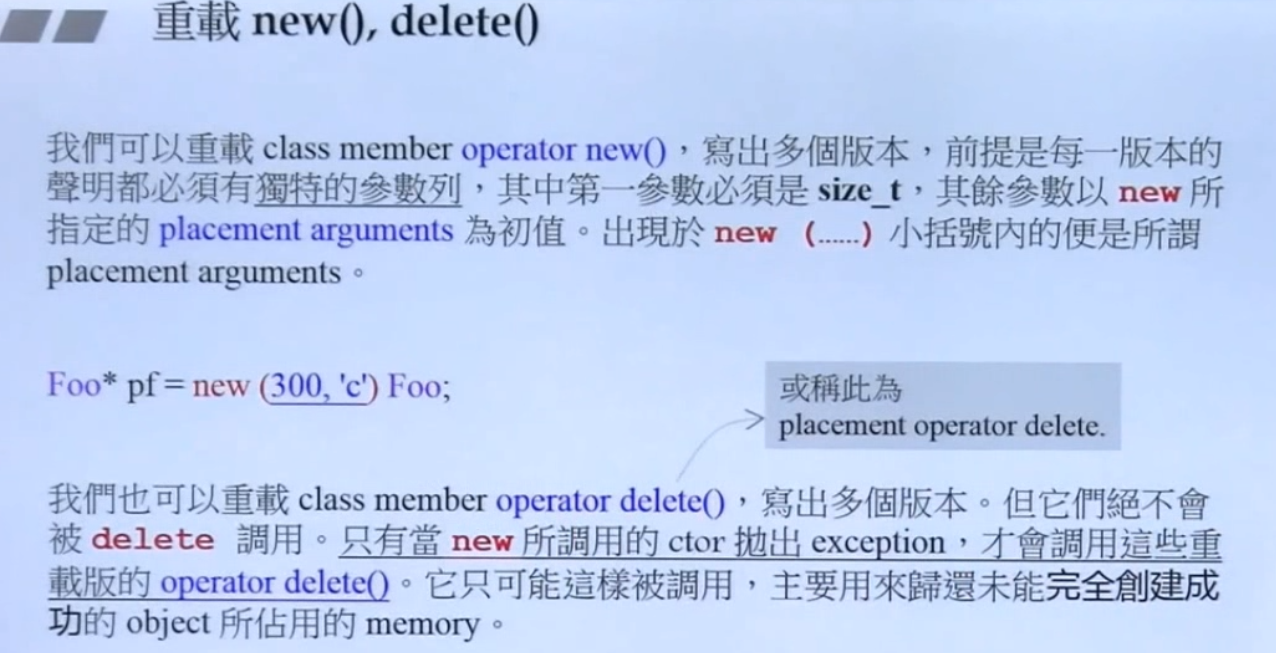 重載 new(), delete()
我們可以重載 class member operator new()，寫出多個版本，前提是每一版本的
聲明都必須有獨特的參數列，其中第一參數必須是 size_t，其餘參數以 new 所
指定的 placement arguments 為初值。出現於 new (......) 小括號內的便是所謂
placement arguments。
Foo* pf = new (300, 'c') Foo;
或稱此為
placement operator delete.
我們也可以重載 class member operator delete()，寫出多個版本。但它們絕不會
被 delete 調用。只有當 new 所調用的 ctor 拋出 exception，才會調用這些重
載版的 operator delete()。它只可能這樣被調用，主要用來歸還未能完全創建成
功的 object 所佔用的 memory。